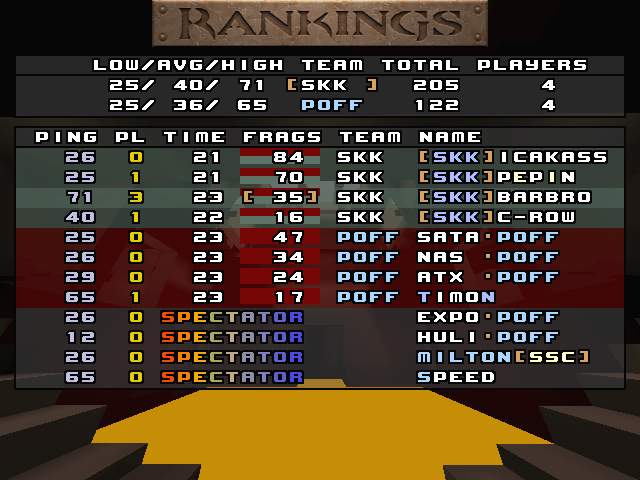 RANKINGS
LOW/AVG/HIGH TEAM TOTAL PLAYERS
25/ 40/ 71 [SKK ] 205 4
25/ 36/ 65 POFF 122 4
PING PL TIME FRAGS TEAM NAME
26 0 21 84 SKK [SKK]ICAKASS
25 1 21 70 SKK [SKK]PEPIN
71 3 23 [ 35] SKK [SKK]BARBRO
40 1 22 16 SKK [SKK]C-ROW
25 0 23 47 POFF SATA·POFF
26 0 23 34 POFF NAS ·POFF
29 0 23 24 POFF ATX ·POFF
65 1 23 17 POFF TIMON
26 0 SPECTATOR EXPO·POFF
12 0 SPECTATOR HULI·POFF
26 0 SPECTATOR MILTON[SSC]
65 0 SPECTATOR SPEED